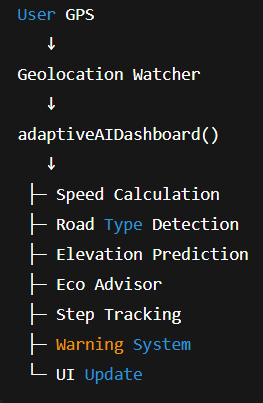 User GPS
↓
Geolocation Watcher
↓
adaptiveAIDashboard()
↓
├─ Speed Calculation
├─ Road Type Detection
├─ Elevation Prediction
├─ Eco Advisor
├─ Step Tracking
├─ Warning System
└─ UI Update